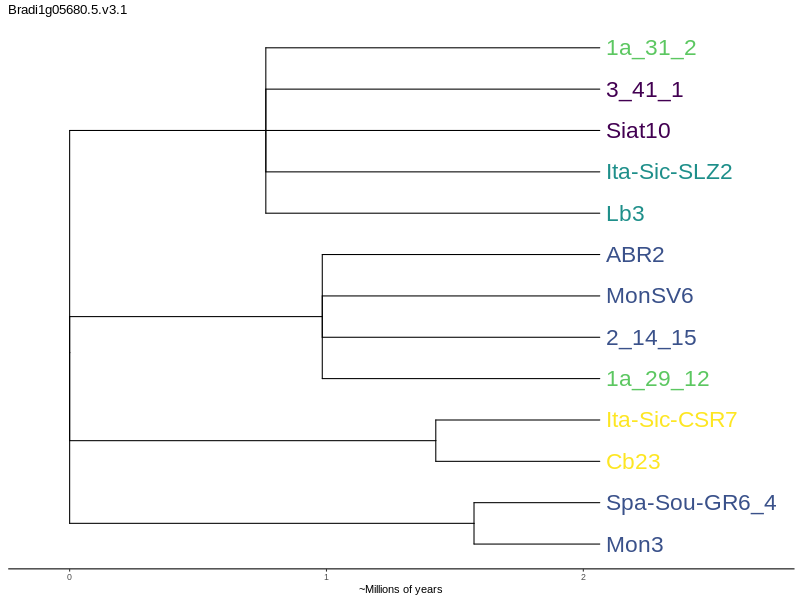 Bradi1g05680.5.v3.1
1a_31_2
3_41_1
Siat10
Ita-Sic-SLZ2
Lb3
ABR2
MonSV6
2_14_15
1a_29_12
Ita-Sic-CSR7
Cb23
Spa-Sou-GR6_4
Mon3
0 1 2
~Millions of years